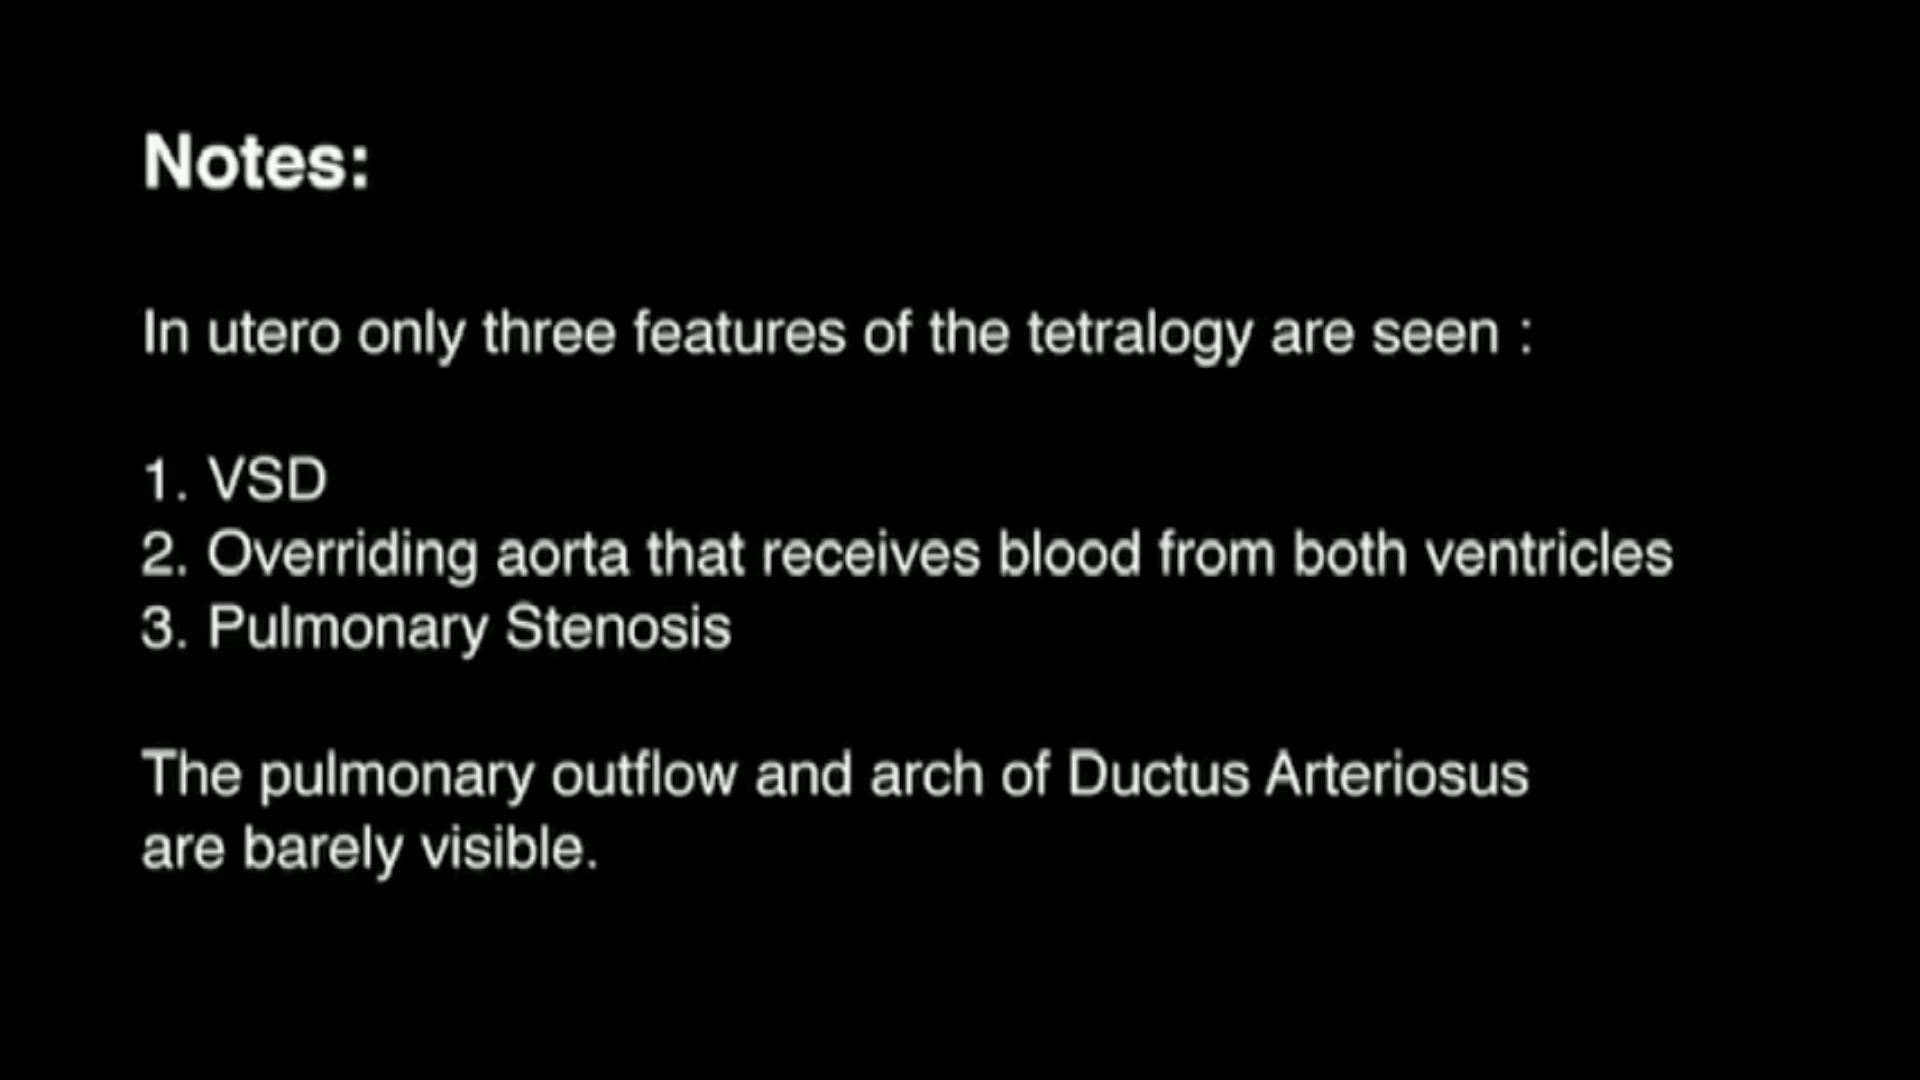 Notes:
In utero only three features of the tetralogy are seen :
1. VSD
2. Overriding aorta that receives blood from both ventricles
3. Pulmonary Stenosis
The pulmonary outflow and arch of Ductus Arteriosus
are barely visible.